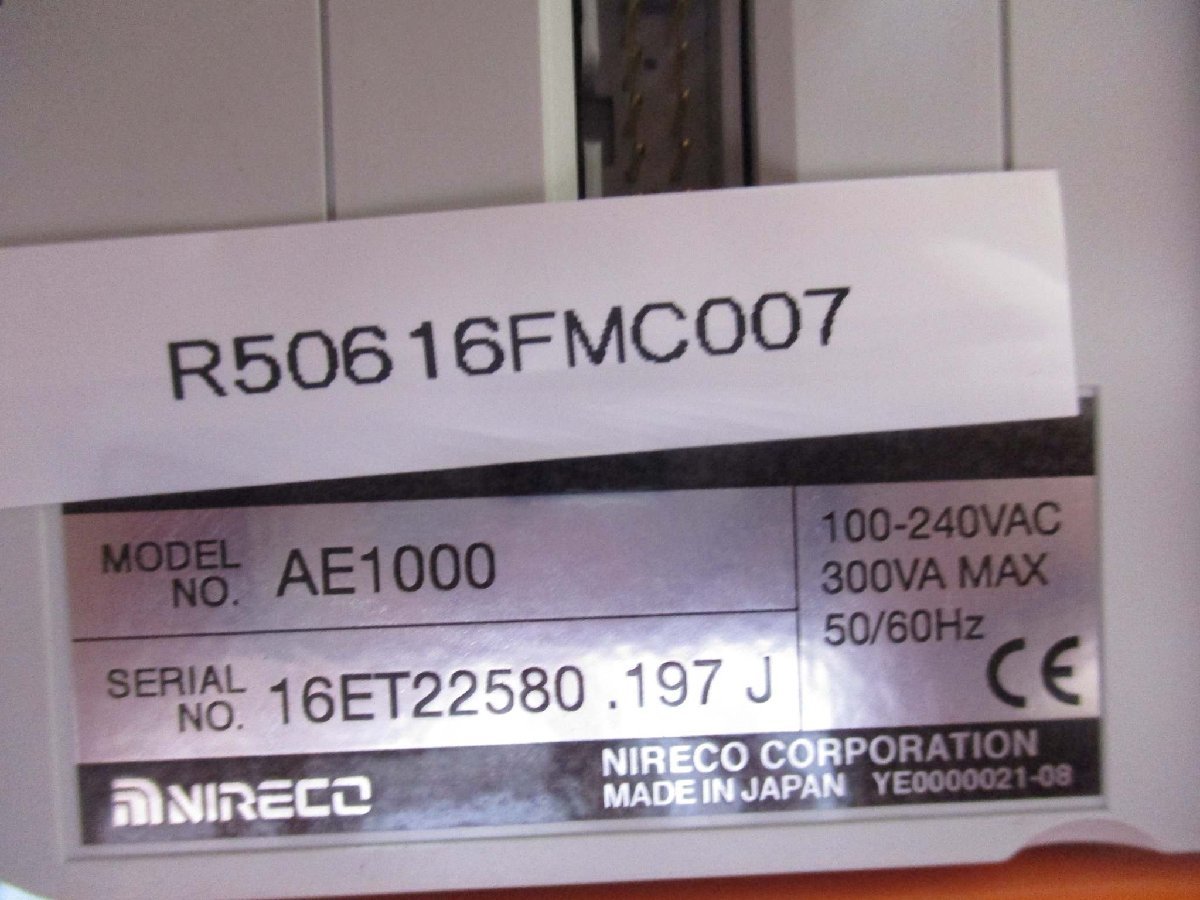 R50616FMC007
MODEL NO. AE1000
100-240VAC
300VA MAX
50/60Hz
SERIAL NO. 16ET22580 .197 J
CE
NIRECO
NIRECO CORPORATION
MADE IN JAPAN YE0000021-08